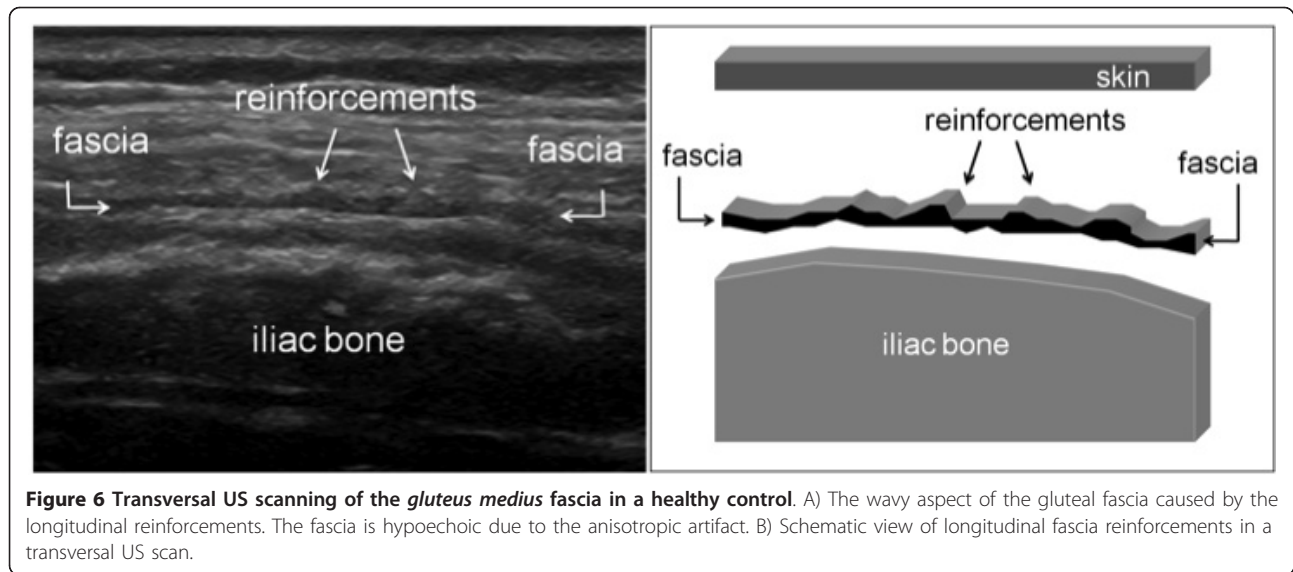 reinforcements
fascia
fascia
iliac bone
skin
reinforcements
fascia
fascia
iliac bone
Figure 6 Transversal US scanning of the gluteus medius fascia in a healthy control. A) The wavy aspect of the gluteal fascia caused by the
longitudinal reinforcements. The fascia is hypoechoic due to the anisotropic artifact. B) Schematic view of longitudinal fascia reinforcements in a
transversal US scan.